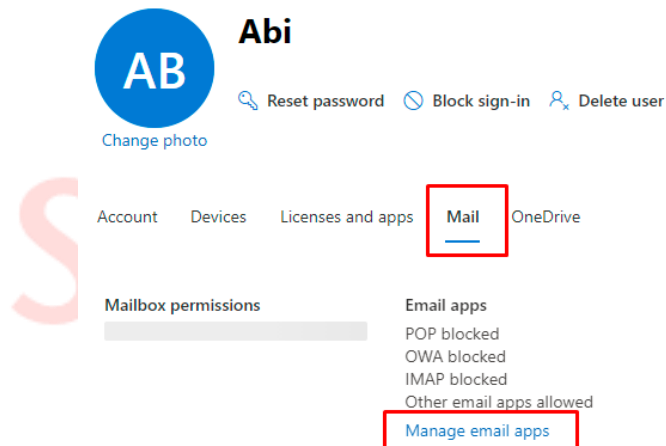 Abi
AB
Reset password Block sign-in Delete user
Change photo
S
Account Devices Licenses and apps Mail OneDrive
Mailbox permissions Email apps
POP blocked
OWA blocked
IMAP blocked
Other email apps allowed
Manage email apps